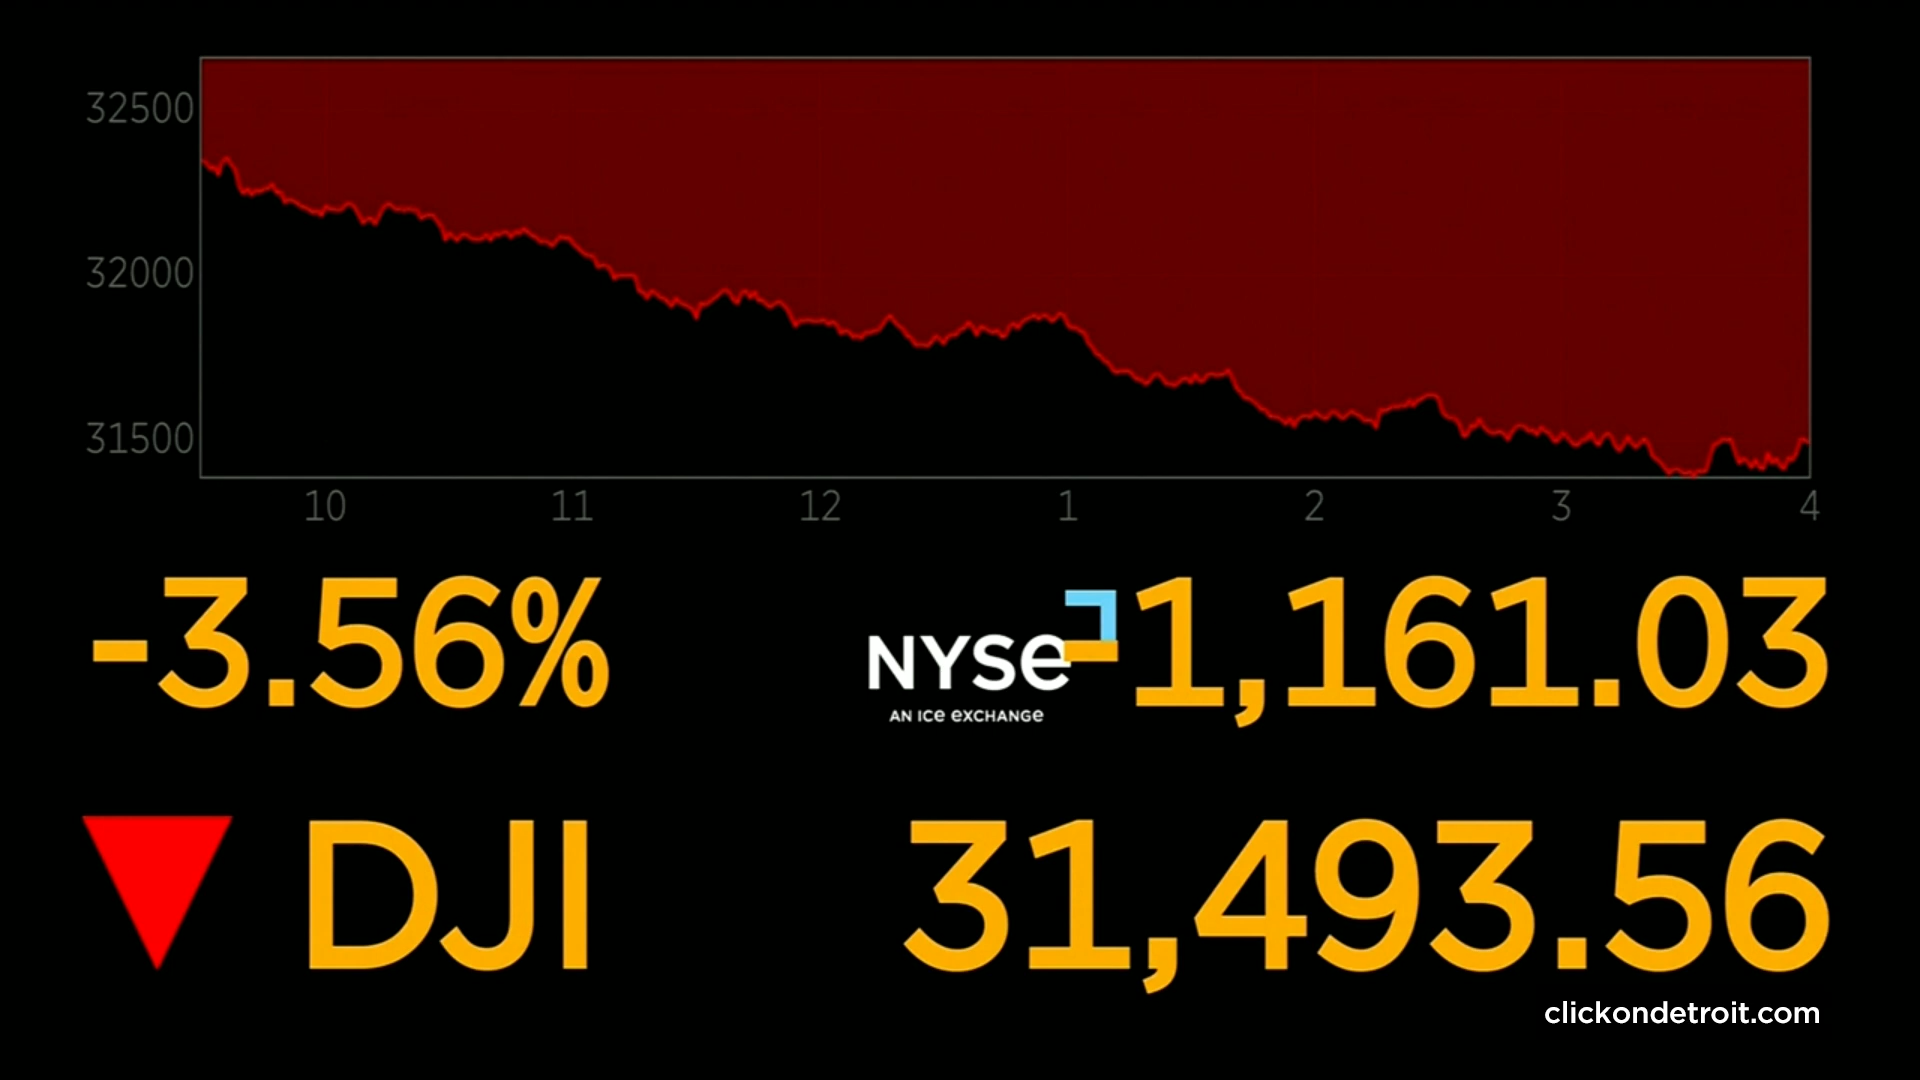 32500
32000
31500
10 11 12 1 2 3 4
-3.56%
NYSE
AN ICE EXCHANGE
-1,161.03
DJI
31,493.56
clickondetroit.com